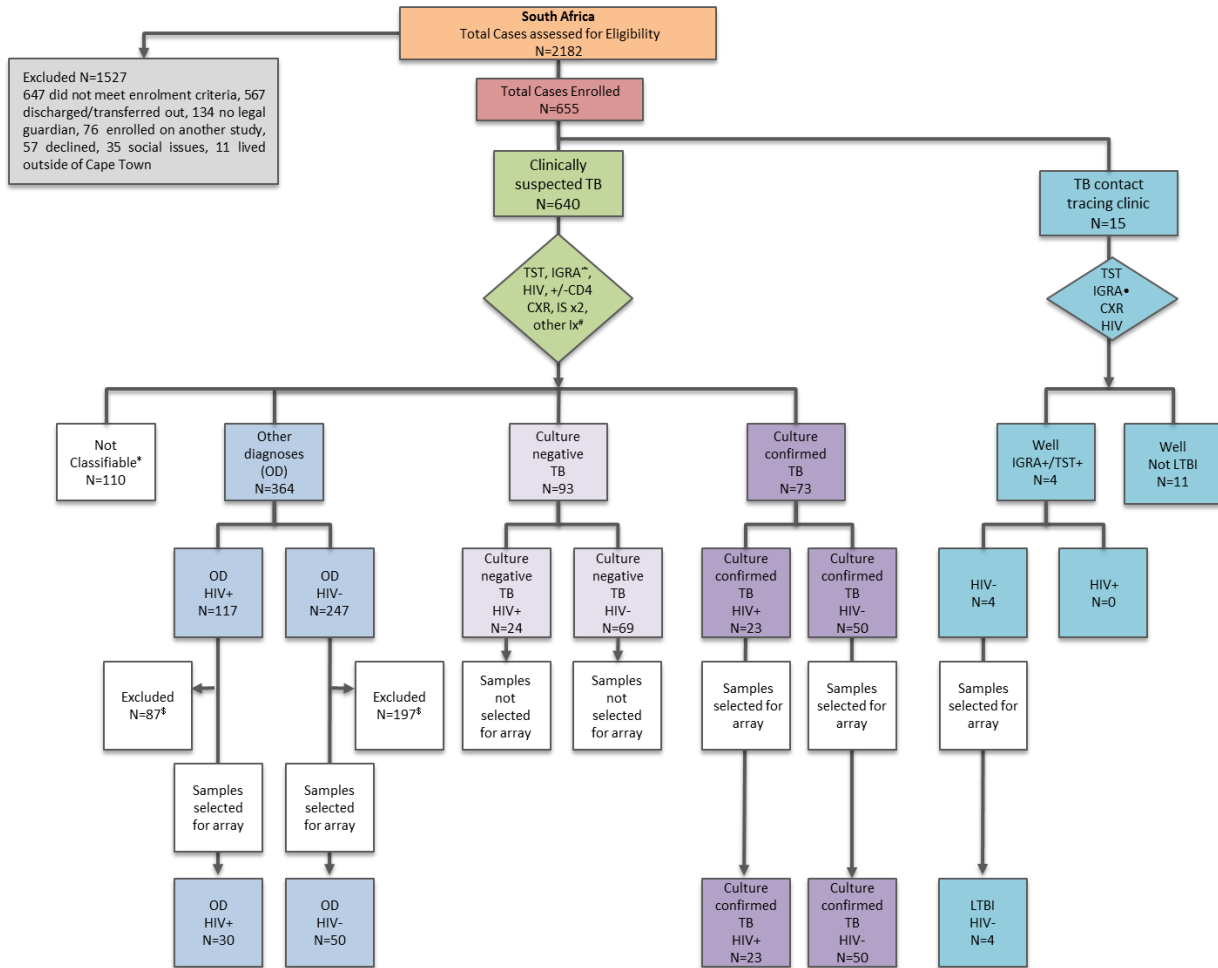 South Africa
Total Cases assessed for Eligibility
N=2182
Excluded N=1527
647 did not meet enrolment criteria, 567
discharged/transferred out, 134 no legal
guardian, 76 enrolled on another study,
57 declined, 35 social issues, 11 lived
outside of Cape Town
Total Cases Enrolled
N=655
Clinically
suspected TB
N=640
TB contact
tracing clinic
N=15
TST, IGRA^,
HIV, +/-CD4
CXR, IS x2,
other Ix#
TST
IGRA•
CXR
HIV
Not
Classifiable*
N=110
Other
diagnoses
(OD)
N=364
Culture
negative
TB
N=93
Culture
confirmed
TB
N=73
Well
IGRA+/TST+
N=4
Well
Not LTBI
N=11
OD
HIV+
N=117
OD
HIV-
N=247
Culture
negative
TB
HIV+
N=24
Culture
negative
TB
HIV-
N=69
Culture
confirmed
TB
HIV+
N=23
Culture
confirmed
TB
HIV-
N=50
HIV-
N=4
HIV+
N=0
Excluded
N=87$
Excluded
N=197$
Samples
not
selected
for array
Samples
not
selected
for array
Samples
selected for
array
Samples
selected for
array
Samples
selected for
array
Samples
selected
for array
Samples
selected
for array
OD
HIV+
N=30
OD
HIV-
N=50
Culture
confirmed
TB
HIV+
N=23
Culture
confirmed
TB
HIV-
N=50
LTBI
HIV-
N=4